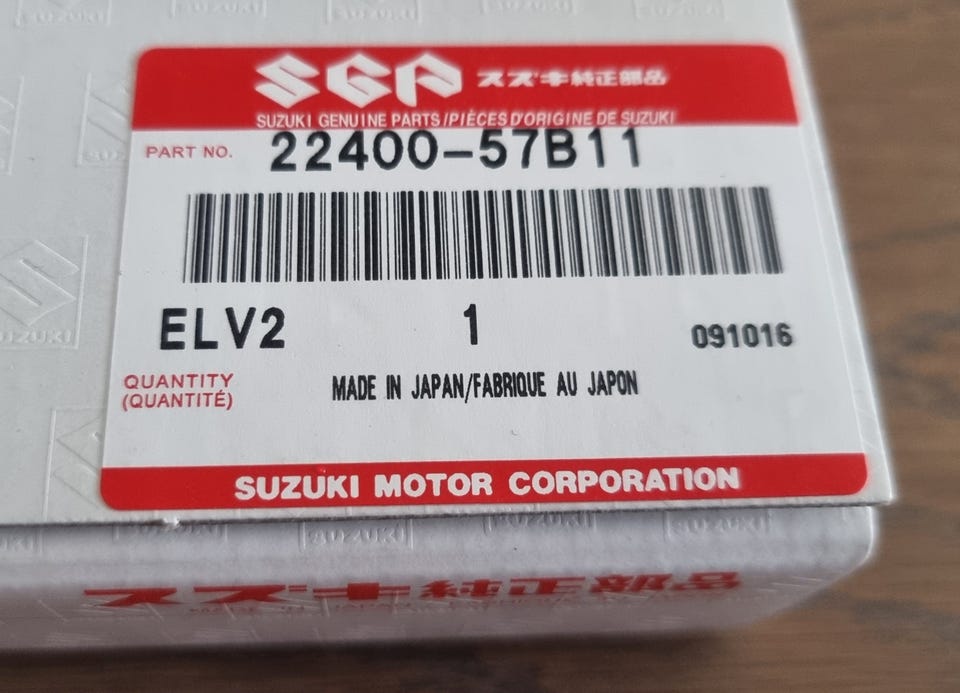 SGP スズキ純正部品
SUZUKI GENUINE PARTS/PIÈCES D'ORIGINE DE SUZUKI
PART NO. 22400-57B11
ELV2 1 091016
QUANTITY
(QUANTITÉ)
MADE IN JAPAN/FABRIQUE AU JAPON
SUZUKI MOTOR CORPORATION
SUZUKI
スズキ純正部品